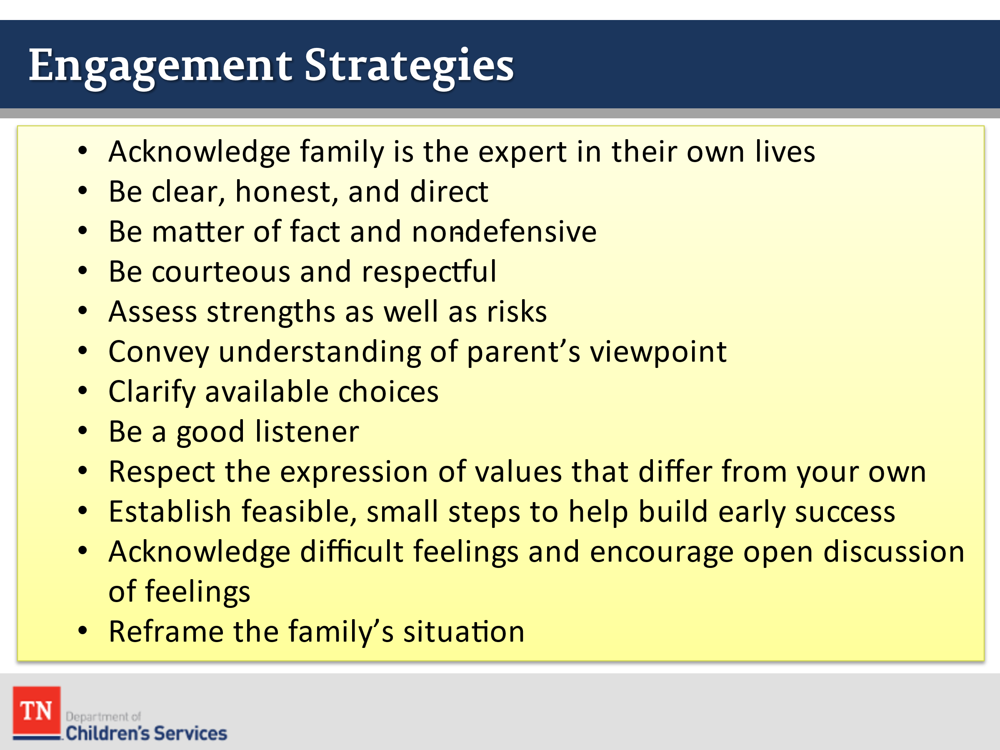 Engagement Strategies
• Acknowledge family is the expert in their own lives
• Be clear, honest, and direct
• Be matter of fact and non-defensive
• Be courteous and respectful
• Assess strengths as well as risks
• Convey understanding of parent’s viewpoint
• Clarify available choices
• Be a good listener
• Respect the expression of values that differ from your own
• Establish feasible, small steps to help build early success
• Acknowledge difficult feelings and encourage open discussion
of feelings
• Reframe the family’s situation
TN
Department of
Children’s Services